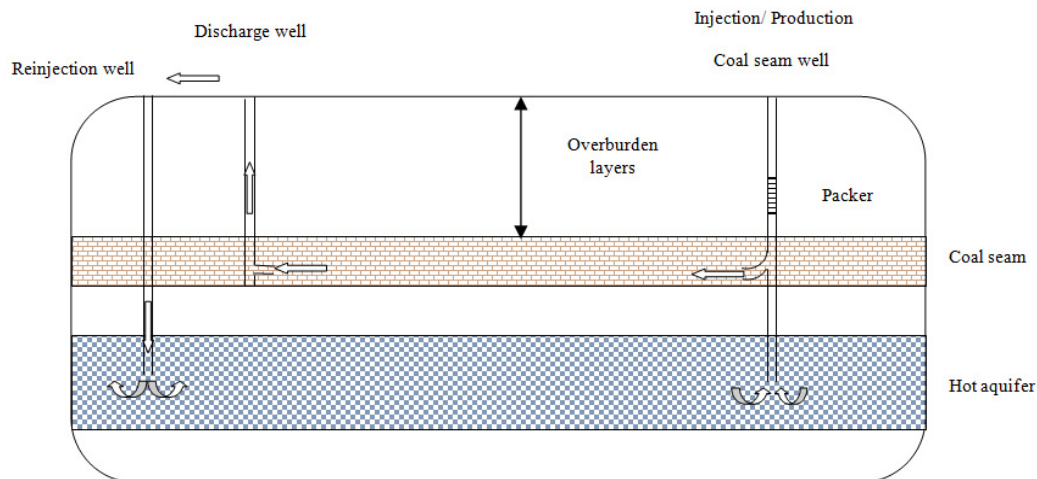 Injection/ Production
Discharge well
Coal seam well
Reinjection well
Overburden
layers
Packer
Coal seam
Hot aquifer